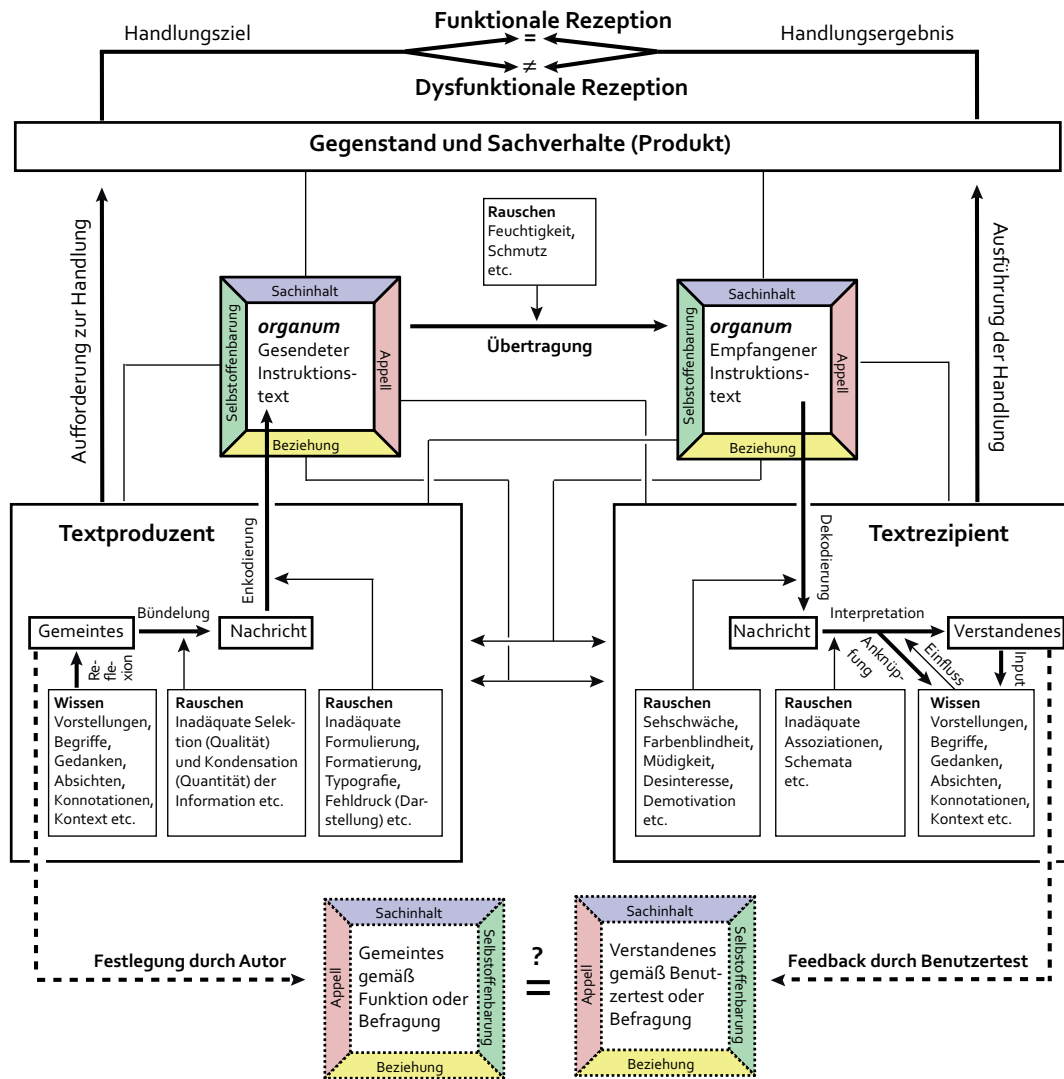 Funktionale Rezeption
Handlungsziel
=
Handlungsergebnis
≠
Dysfunktionale Rezeption
Gegenstand und Sachverhalte (Produkt)
Aufforderung zur Handlung
Rauschen
Feuchtigkeit,
Schmutz
etc.
Ausführung der Handlung
Sachinhalt
Selbstoffenbarung
organum
Gesendeter
Instruktions-
text
Appell
Beziehung
Übertragung
Sachinhalt
Selbstoffenbarung
organum
Empfangener
Instruktions-
text
Appell
Beziehung
Textproduzent
Enkodierung
Bündelung
Gemeintes
Nachricht
Re-
fle-
xion
Wissen
Vorstellungen,
Begriffe,
Gedanken,
Absichten,
Konnotationen,
Kontext etc.
Rauschen
Inadäquate Selek-
tion (Qualität)
und Kondensation
(Quantität) der
Information etc.
Rauschen
Inadäquate
Formulierung,
Formatierung,
Typografie,
Fehldruck (Dar-
stellung) etc.
Textrezipient
Dekodierung
Interpretation
Nachricht
Verstandenes
Anknüp-
fung
Einfluss
Input
Rauschen
Sehschwäche,
Farbenblindheit,
Müdigkeit,
Desinteresse,
Demotivation
etc.
Rauschen
Inadäquate
Assoziationen,
Schemata
etc.
Wissen
Vorstellungen,
Begriffe,
Gedanken,
Absichten,
Konnotationen,
Kontext etc.
Festlegung durch Autor
Sachinhalt
Appell
Gemeintes
gemäß
Funktion oder
Befragung
Selbstoffenbarung
Beziehung
?
=
Sachinhalt
Appell
Verstandenes
gemäß Benut-
zertest oder
Befragung
Selbstoffenbarung
Beziehung
Feedback durch Benutzertest